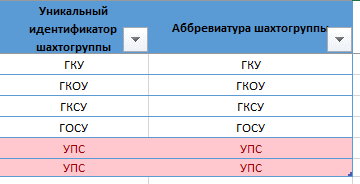 Уникальный
идентификатор
шахтогруппы
Аббревиатура шахтогруппы
ГКУ ГКУ
ГКОУ ГКОУ
ГКСУ ГКСУ
ГОСУ ГОСУ
УПС УПС
УПС УПС